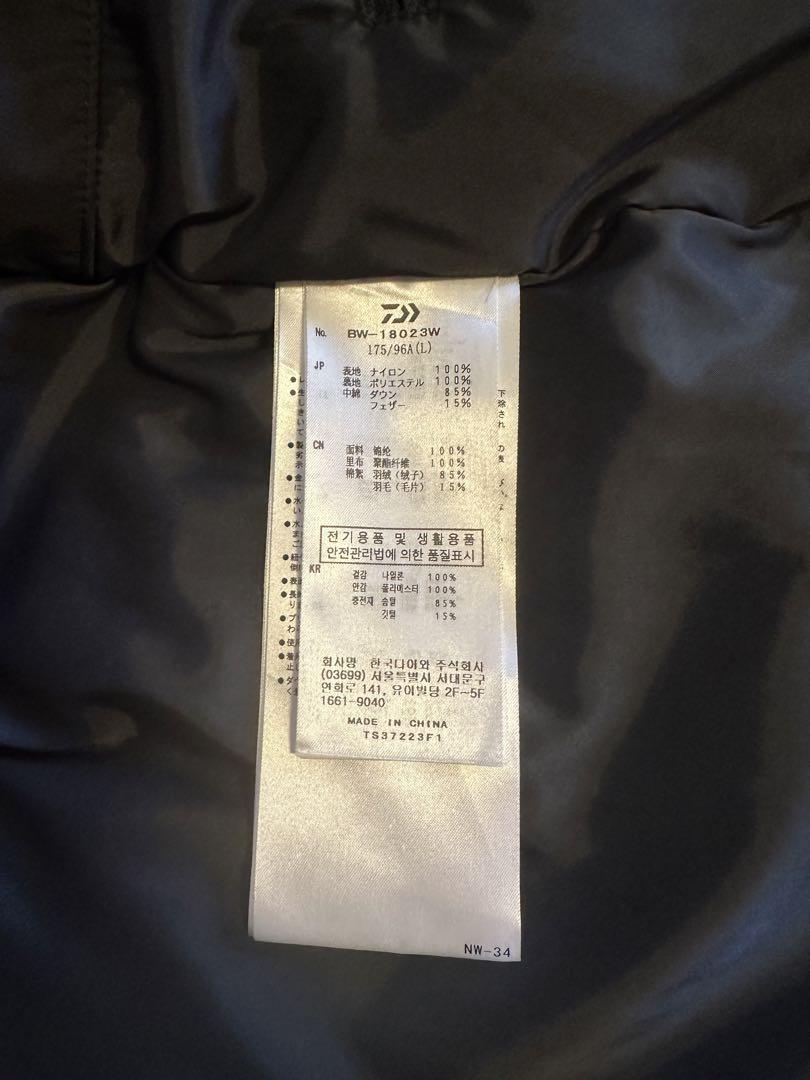 No. BW-18023W
175/96A(L)
JP 表地 ナイロン 100%
裏地 ポリエステル 100%
中綿 ダウン 85%
フェザー 15%
CN 面料 锦纶 100%
里布 聚酯纤维 100%
棉絮 羽绒（绒子） 85%
羽毛（毛片） 15%
전기용품 및 생활용품
안전관리법에 의한 품질표시
KR 겉감 나일론 100%
안감 폴리에스터 100%
충전재 솜털 85%
깃털 15%
회사명 한국다이와 주식회사
(03699) 서울특별시 서대문구
연희로 141, 유이빌딩 2F~5F
1661-9040
MADE IN CHINA
TS37223F1
NW-34